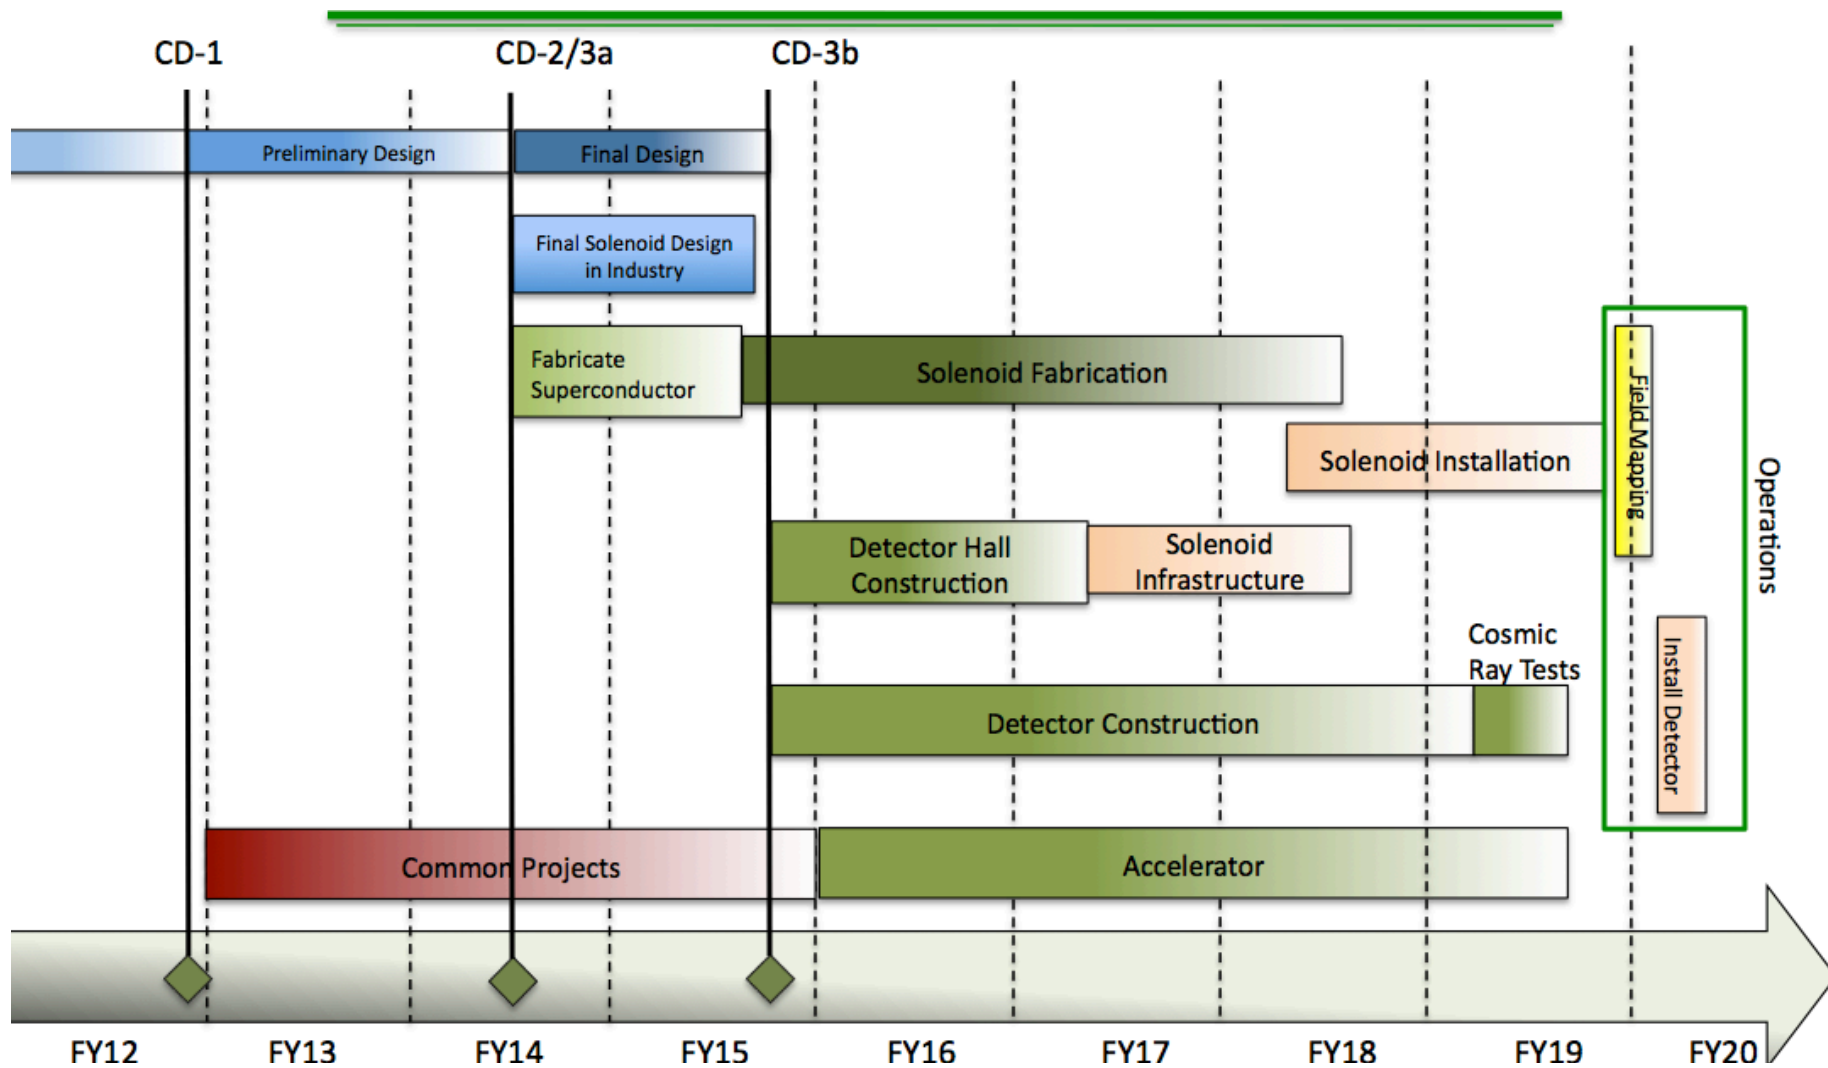 CD-1
CD-2/3a
CD-3b
Preliminary Design
Final Design
Final Solenoid Design
in Industry
Fabricate
Superconductor
Solenoid Fabrication
Solenoid Installation
Field Mapping
Operations
Detector Hall
Construction
Solenoid
Infrastructure
Cosmic
Ray Tests
Install Detector
Detector Construction
Common Projects
Accelerator
FY12
FY13
FY14
FY15
FY16
FY17
FY18
FY19
FY20